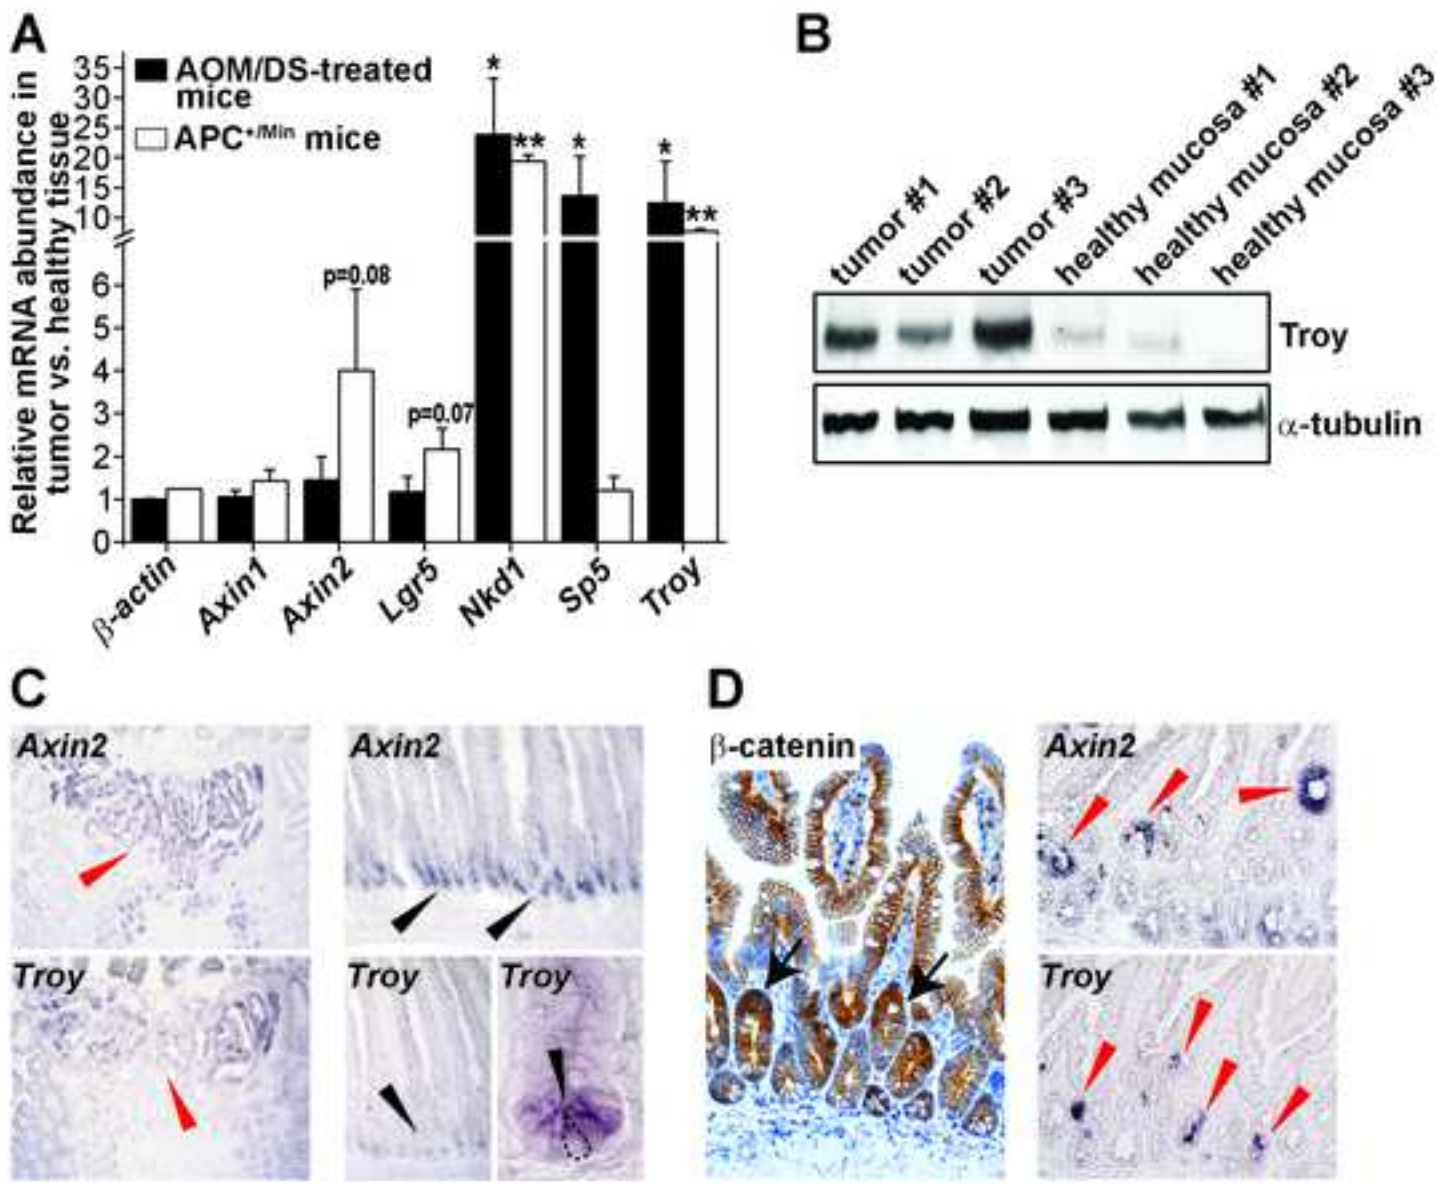 A
Relative mRNA abundance in
tumor vs. healthy tissue
35
30
25
20
15
10
6
5
4
3
2
1
0
AOM/DS-treated
mice
APC+/Min mice
*
**
*
*
**
p=0.08
p=0.07
β-actin
Axin1
Axin2
Lgr5
Nkd1
Sp5
Troy
B
tumor #1
tumor #2
tumor #3
healthy mucosa #1
healthy mucosa #2
healthy mucosa #3
Troy
α-tubulin
C
Axin2
Axin2
Troy
Troy
Troy
D
β-catenin
Axin2
Troy